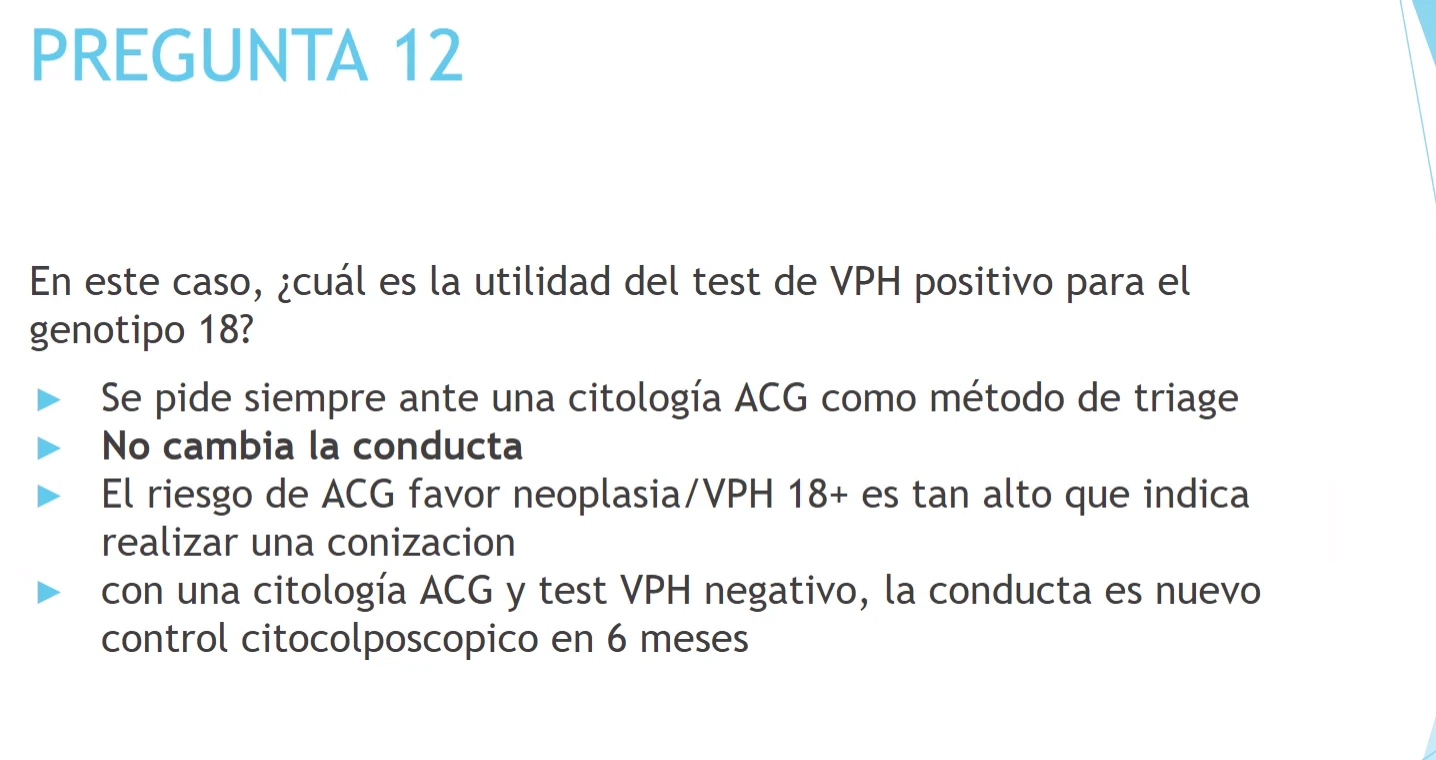 PREGUNTA 12
En este caso, ¿cuál es la utilidad del test de VPH positivo para el
genotipo 18?
Se pide siempre ante una citología ACG como método de triage
No cambia la conducta
El riesgo de ACG favor neoplasia/VPH 18+ es tan alto que indica
realizar una conizacion
con una citología ACG y test VPH negativo, la conducta es nuevo
control citocolposcopico en 6 meses